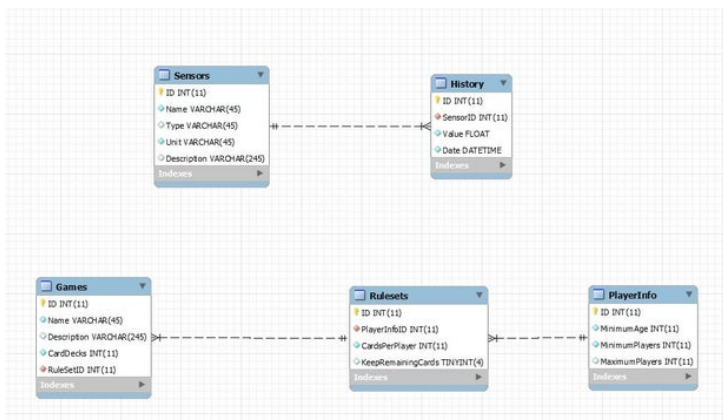 Sensors
ID INT(11)
Name VARCHAR(45)
Type VARCHAR(45)
Unit VARCHAR(45)
Description VARCHAR(245)
Indexes
History
ID INT(11)
SensorID INT(11)
Value FLOAT
Date DATETIME
Indexes
Games
ID INT(11)
Name VARCHAR(45)
Description VARCHAR(245)
CardDecks INT(11)
RuleSetID INT(11)
Indexes
Rulesets
ID INT(11)
PlayerInfoID INT(11)
CardsPerPlayer INT(11)
KeepRemainingCards TINYINT(4)
Indexes
PlayerInfo
ID INT(11)
MinimumAge INT(11)
MinimumPlayers INT(11)
MaximumPlayers INT(11)
Indexes